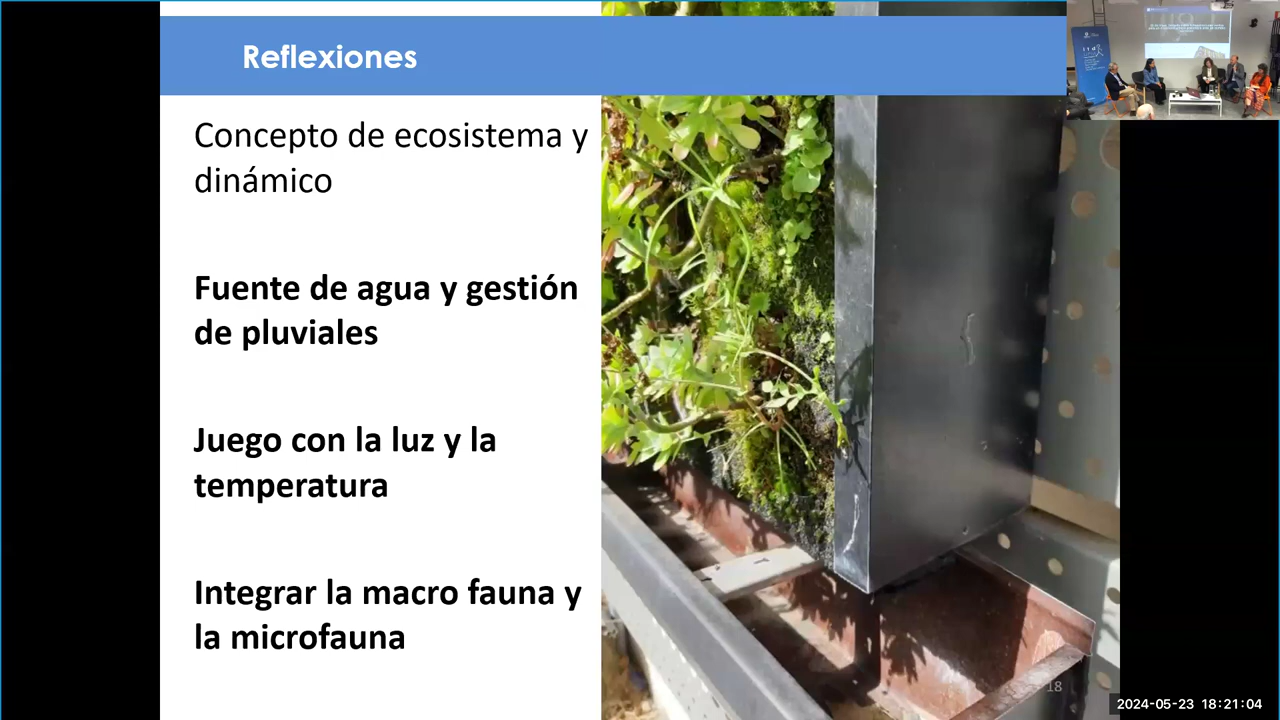 Reflexiones
Concepto de ecosistema y
dinámico
Fuente de agua y gestión
de pluviales
Juego con la luz y la
temperatura
Integrar la macro fauna y
la microfauna
18
2024-05-23 18:21:04